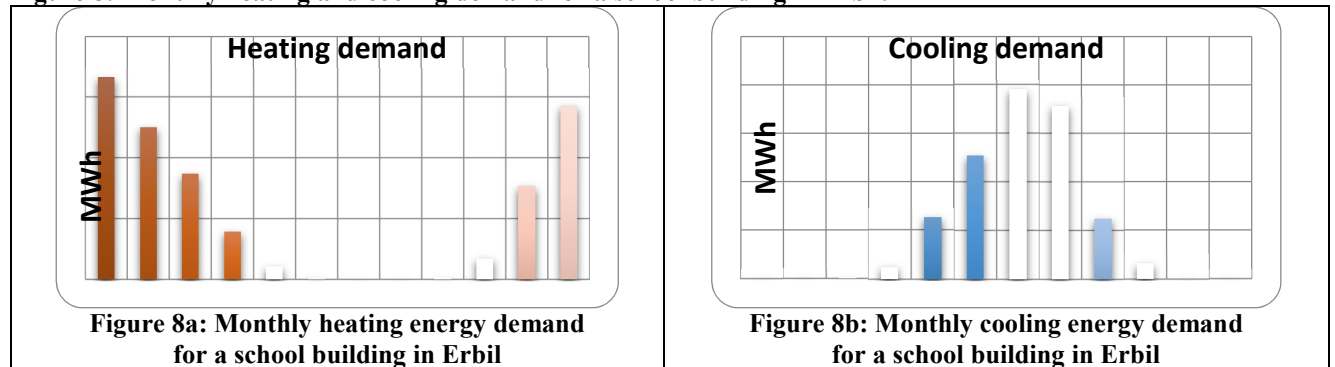 Heating demand
MWh
Figure 8a: Monthly heating energy demand
for a school building in Erbil
Cooling demand
MWh
Figure 8b: Monthly cooling energy demand
for a school building in Erbil